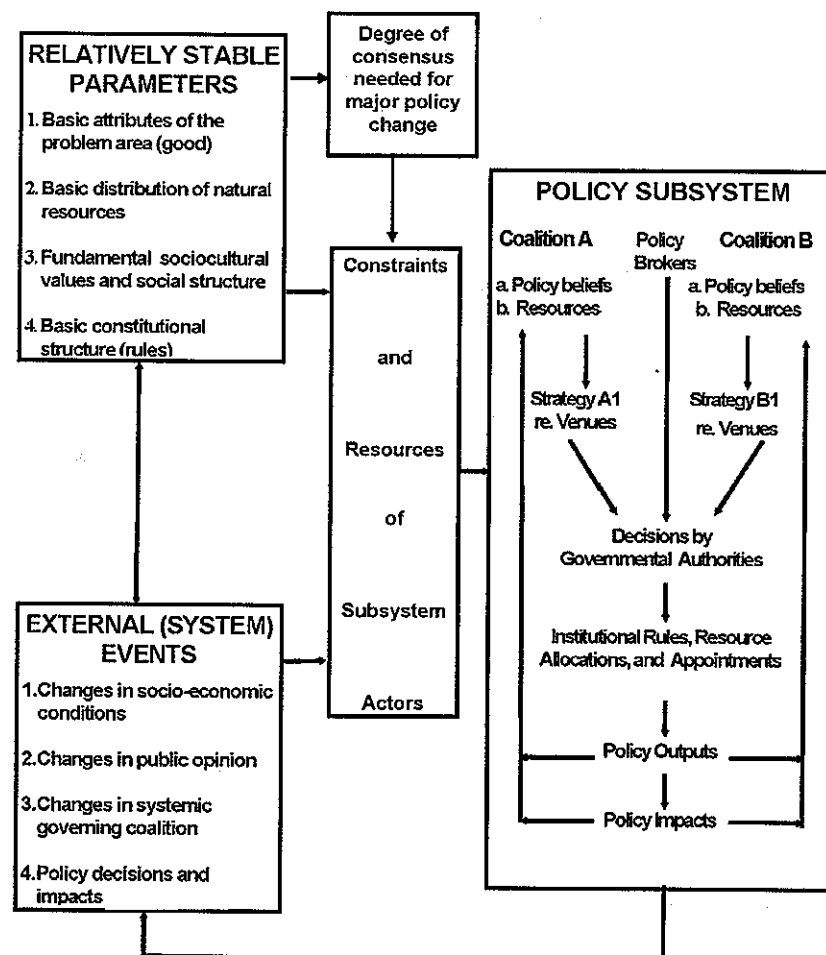 RELATIVELY STABLE
PARAMETERS
1. Basic attributes of the
problem area (good)
2. Basic distribution of natural
resources
3. Fundamental sociocultural
values and social structure
4. Basic constitutional
structure (rules)
Degree of
consensus
needed for
major policy
change
Constraints
and
Resources
of
Subsystem
Actors
EXTERNAL (SYSTEM)
EVENTS
1.Changes in socio-economic
conditions
2.Changes in public opinion
3.Changes in systemic
governing coalition
4.Policy decisions and
impacts
POLICY SUBSYSTEM
Coalition A
a. Policy beliefs
b. Resources
Strategy A1
re. Venues
Policy
Brokers
Coalition B
a. Policy beliefs
b. Resources
Strategy B1
re. Venues
Decisions by
Governmental Authorities
Institutional Rules, Resource
Allocations, and Appointments
Policy Outputs
Policy Impacts